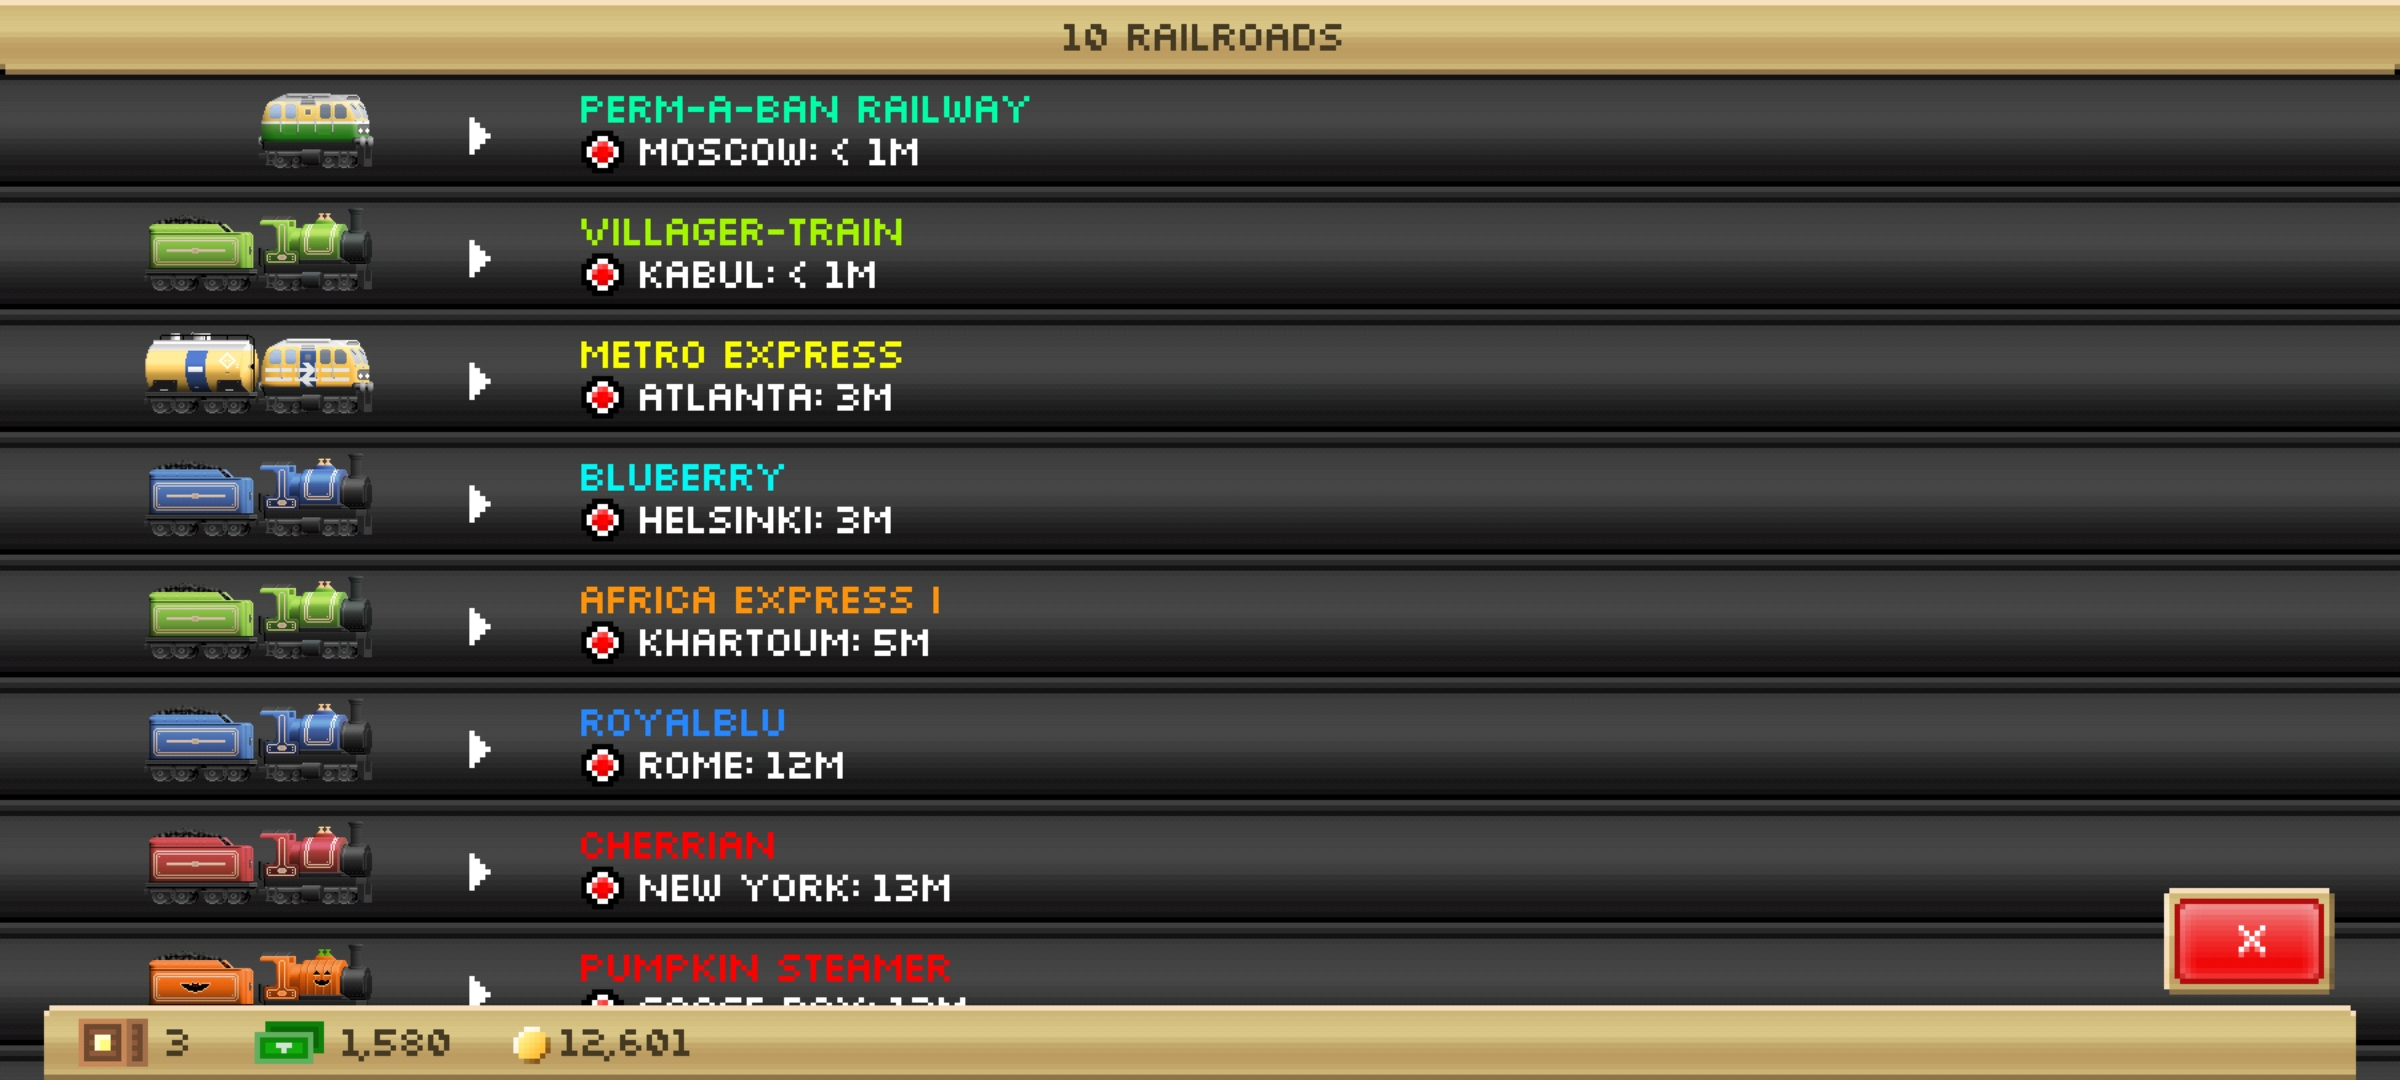 10 RAILROADS
PERM-A-BAN RAILWAY
MOSCOW: < 1M
VILLAGER-TRAIN
KABUL: < 1M
METRO EXPRESS
ATLANTA: 3M
BLUBERRY
HELSINKI: 3M
AFRICA EXPRESS I
KHARTOUM: 5M
ROYALBLU
ROME: 12M
CHERRIAN
NEW YORK: 13M
PUMPKIN STEAMER
X
3 1,580 12,601